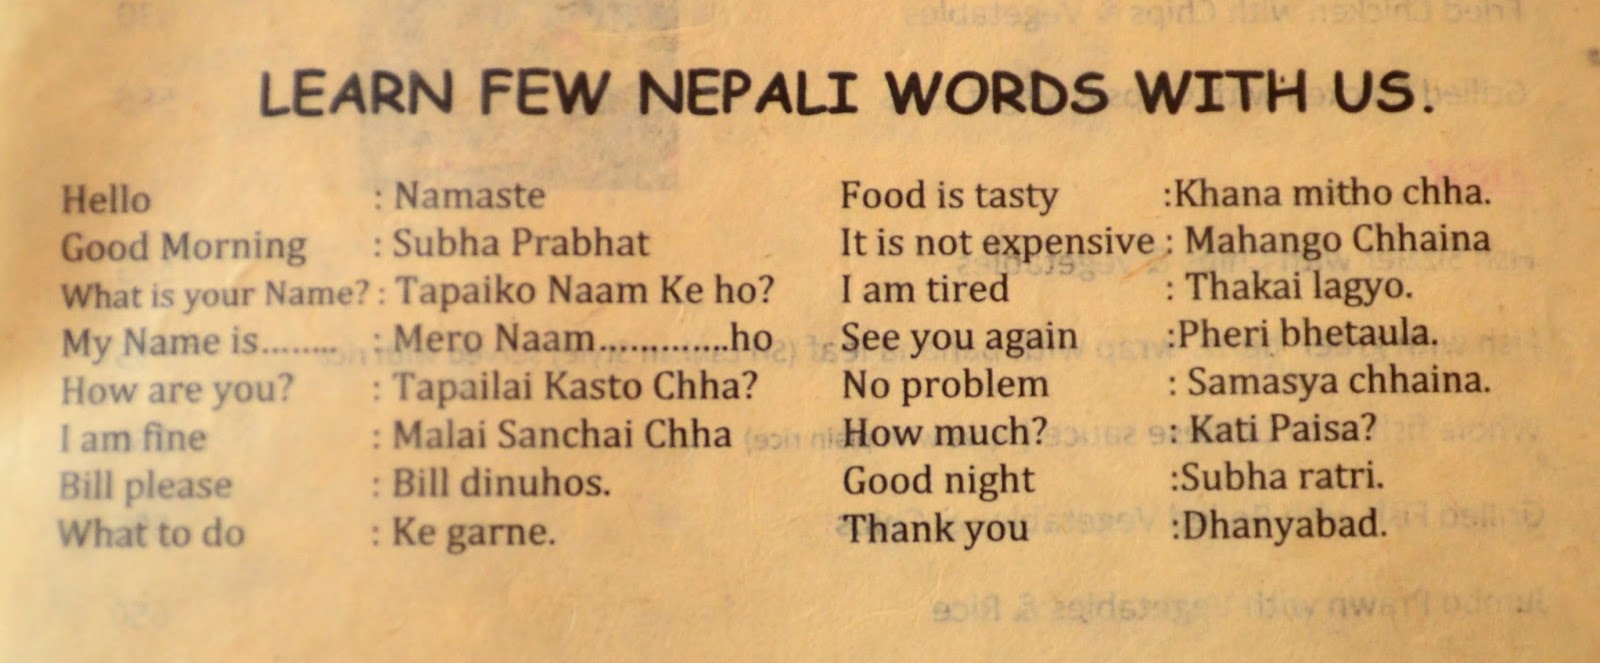 LEARN FEW NEPALI WORDS WITH US.
Hello : Namaste
Good Morning : Subha Prabhat
What is your Name? : Tapaiko Naam Ke ho?
My Name is........ : Mero Naam.............ho
How are you? : Tapailai Kasto Chha?
I am fine : Malai Sanchai Chha
Bill please : Bill dinuhos.
What to do : Ke garne.
Food is tasty :Khana mitho chha.
It is not expensive : Mahango Chhaina
I am tired : Thakai lagyo.
See you again :Pheri bhetaula.
No problem : Samasya chhaina.
How much? : Kati Paisa?
Good night :Subha ratri.
Thank you :Dhanyabad.